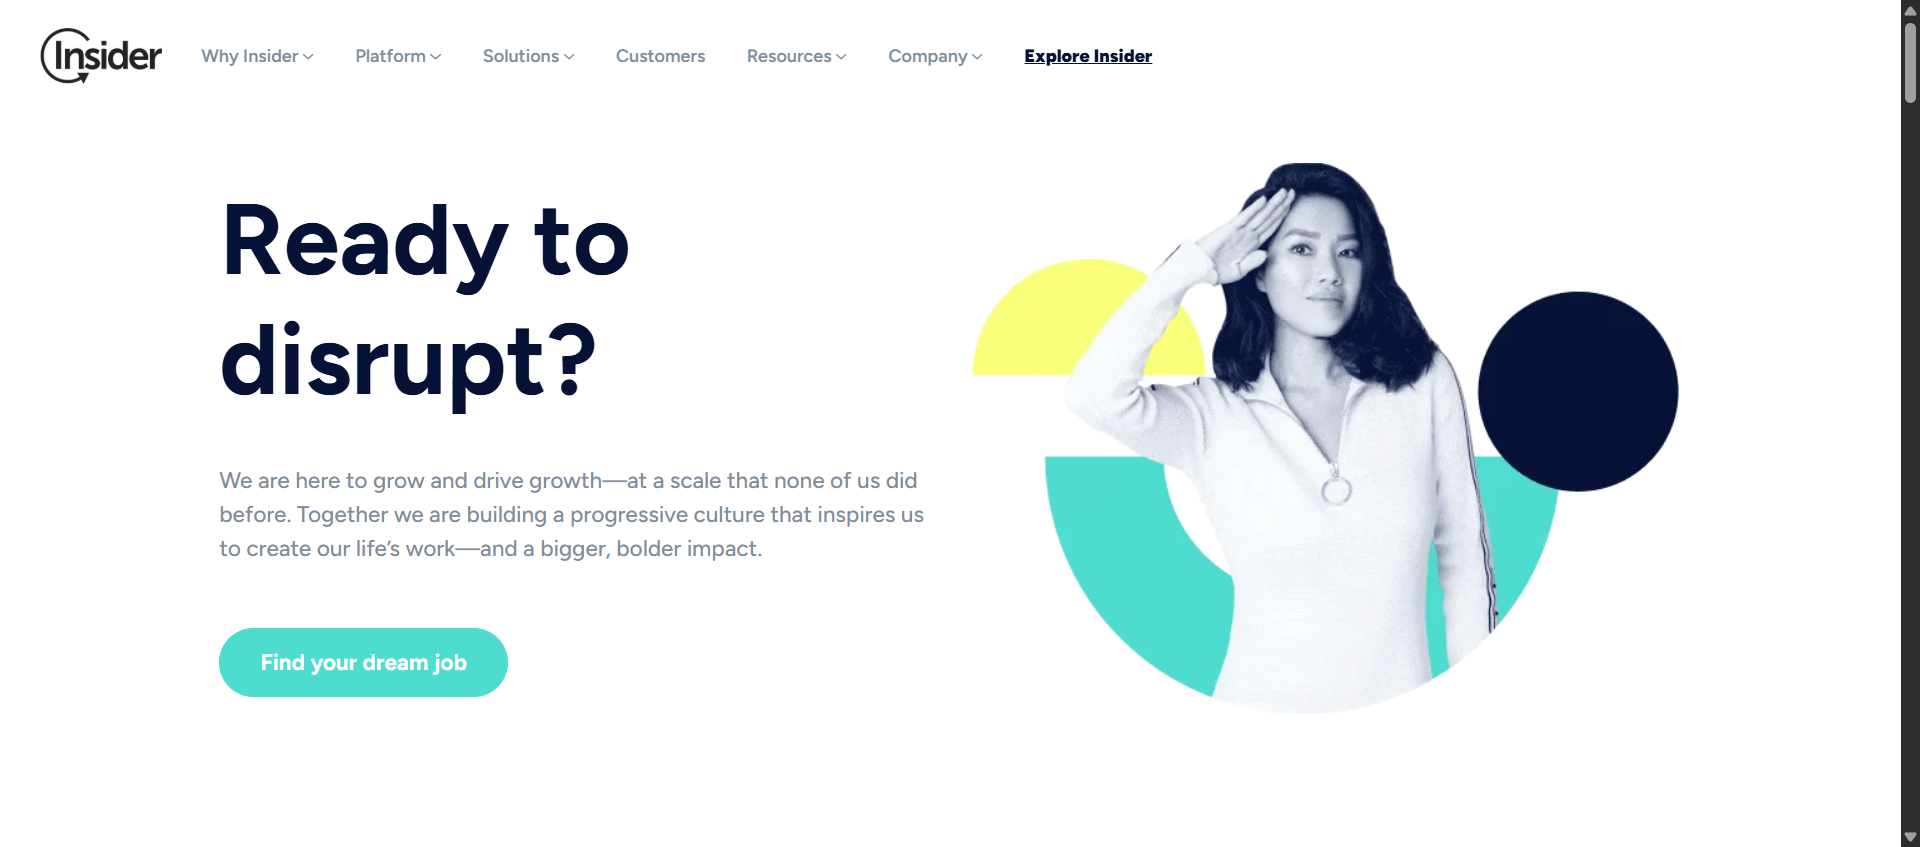 Insider
Why Insider
Platform
Solutions
Customers
Resources
Company
Explore Insider
Ready to
disrupt?
We are here to grow and drive growth—at a scale that none of us did
before. Together we are building a progressive culture that inspires us
to create our life’s work—and a bigger, bolder impact.
Find your dream job